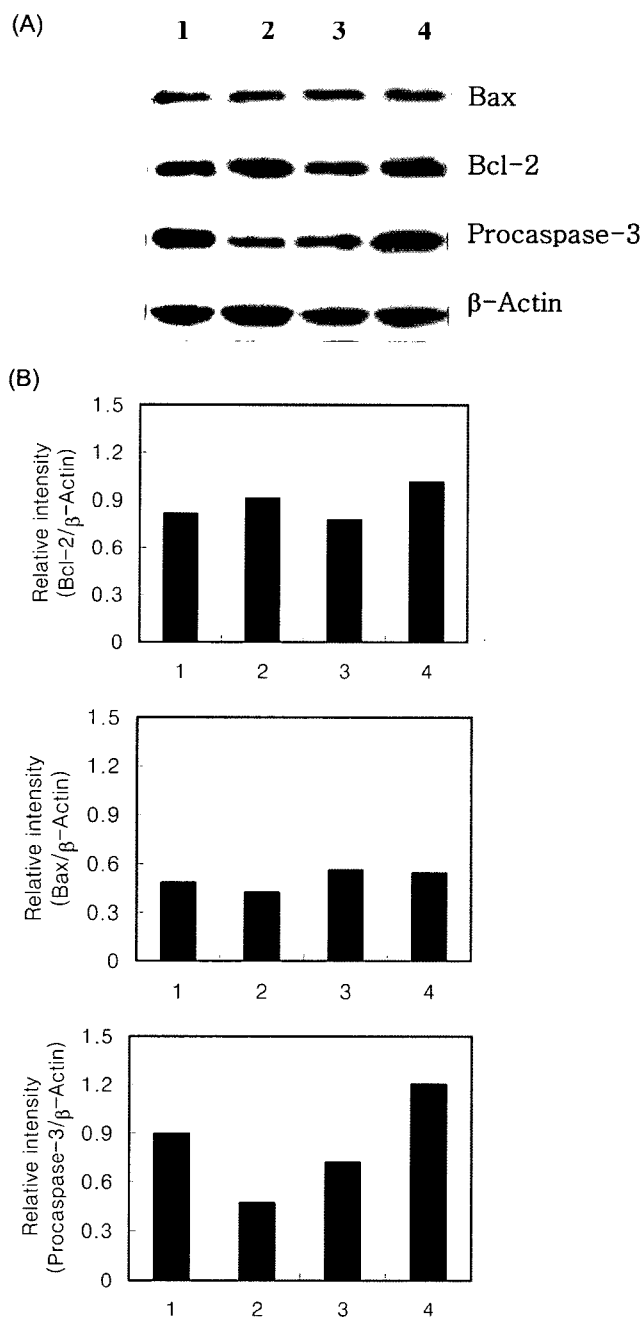 (A)
1 2 3 4
Bax
Bcl-2
Procaspase-3
β-Actin
(B)
Relative intensity
(Bcl-2/β-Actin)
1.5
1.2
0.9
0.6
0.3
0
1 2 3 4
Relative intensity
(Bax/β-Actin)
1.5
1.2
0.9
0.6
0.3
0
1 2 3 4
Relative intensity
(Procaspase-3/β-Actin)
1.5
1.2
0.9
0.6
0.3
0
1 2 3 4